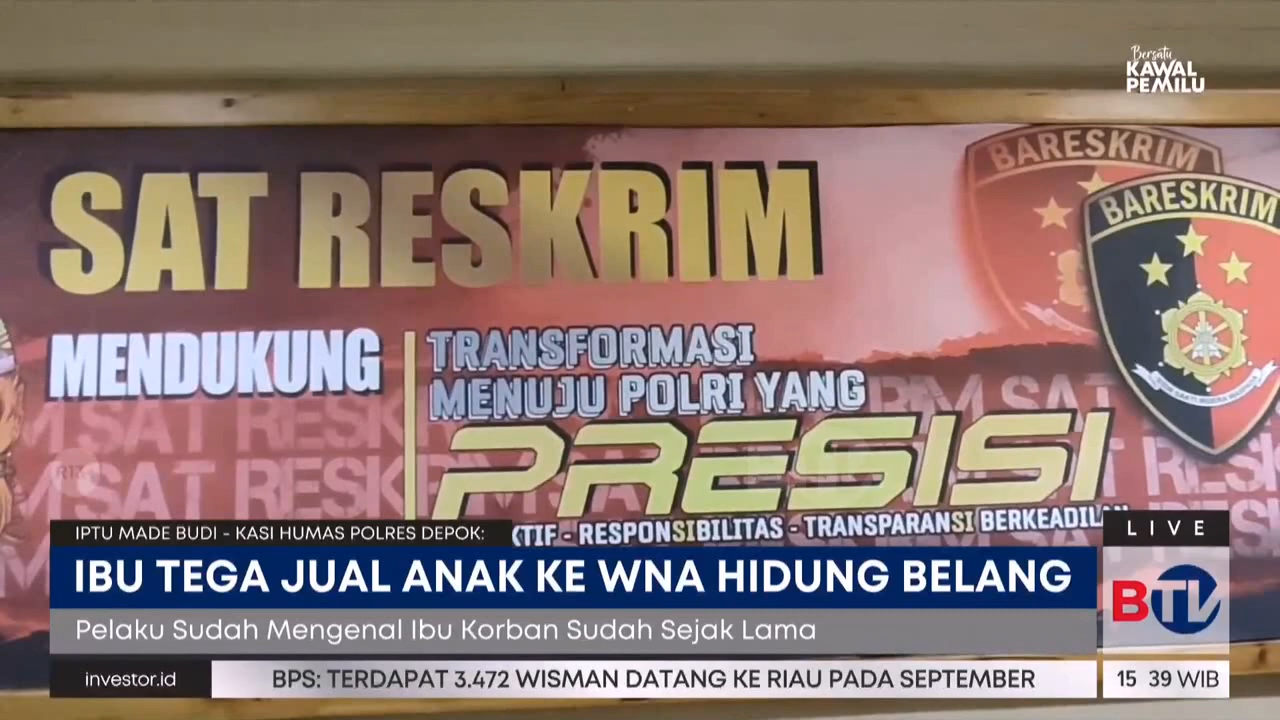 Bersatu
KAWAL
PEMILU
SAT RESKRIM
BARESKRIM
BARESKRIM
MENDUKUNG
TRANSFORMASI
MENUJU POLRI YANG
PRESISI
RESPONSIBILITAS - TRANSPARANSI BERKEADILAN
IPTU MADE BUDI - KASI HUMAS POLRES DEPOK:
LIVE
IBU TEGA JUAL ANAK KE WNA HIDUNG BELANG
BTV
Pelaku Sudah Mengenal Ibu Korban Sudah Sejak Lama
investor.id
BPS: TERDAPAT 3.472 WISMAN DATANG KE RIAU PADA SEPTEMBER
15 39 WIB